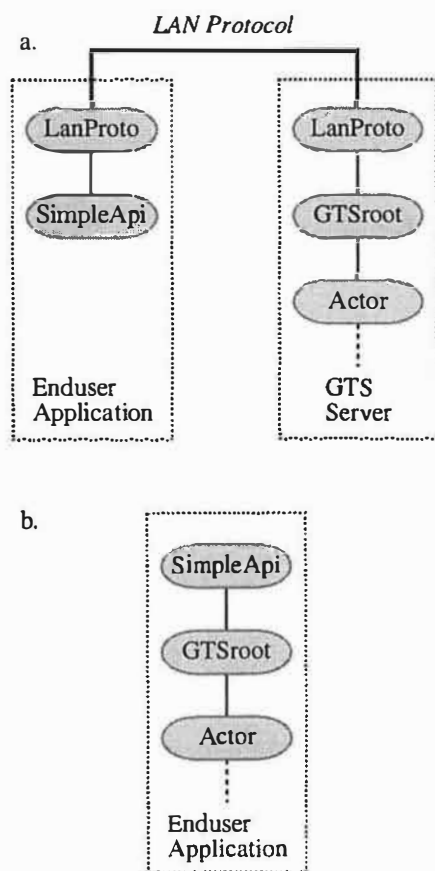 LAN Protocol
a.
LanProto
LanProto
SimpleApi
GTSroot
Actor
Enduser
Application
GTS
Server
b.
SimpleApi
GTSroot
Actor
Enduser
Application